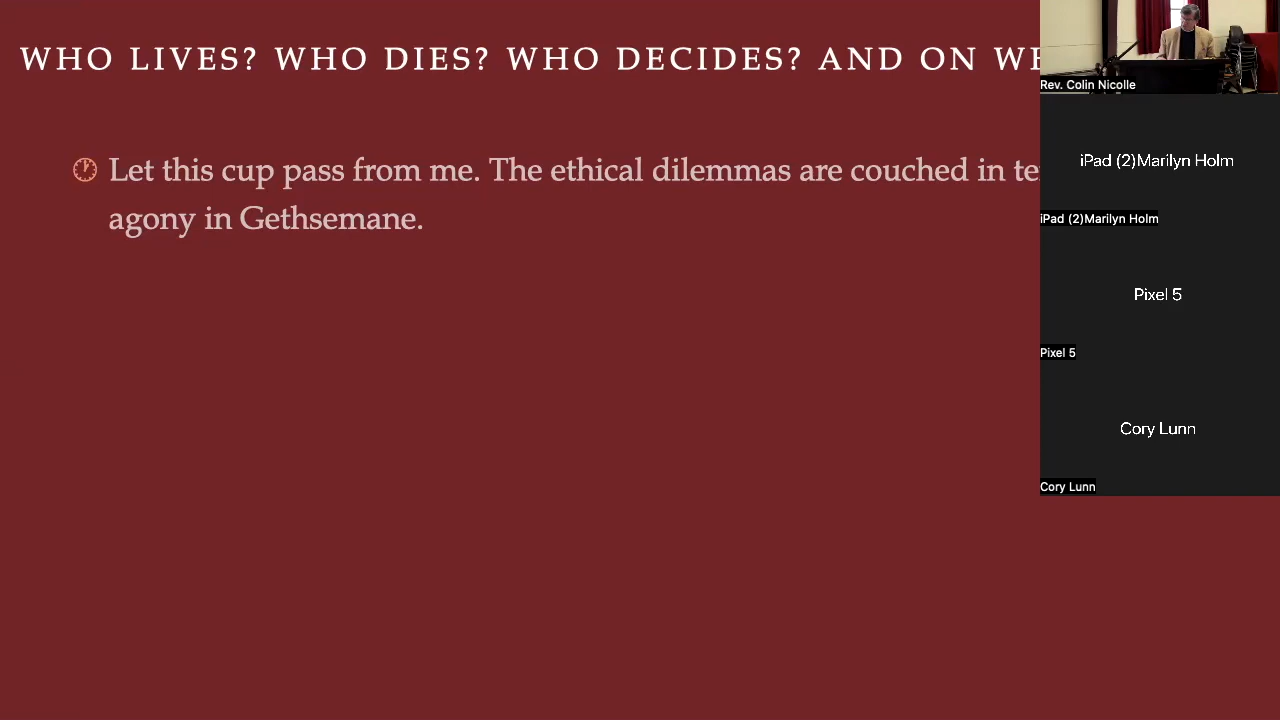 WHO LIVES? WHO DIES? WHO DECIDES? AND ON
Rev. Colin Nicolle
Let this cup pass from me. The ethical dilemmas are couched in
agony in Gethsemane.
iPad (2)Marilyn Holm
iPad (2)Marilyn Holm
Pixel 5
Pixel 5
Cory Lunn
Cory Lunn